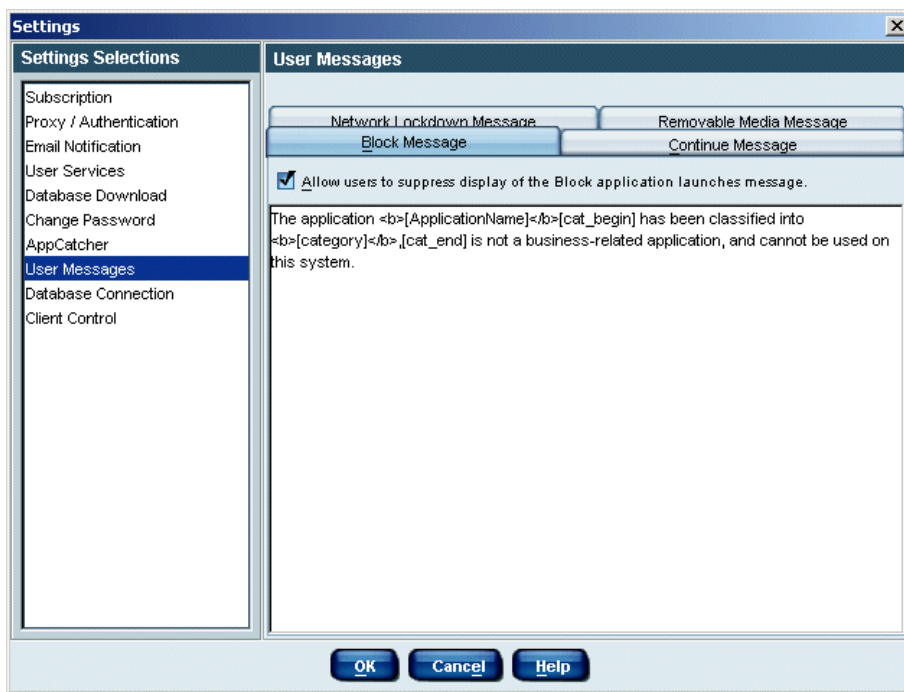 Settings
Settings Selections
Subscription
Proxy / Authentication
Email Notification
User Services
Database Download
Change Password
AppCatcher
User Messages
Database Connection
Client Control
User Messages
Network Lockdown Message
Removable Media Message
Block Message
Continue Message
Allow users to suppress display of the Block application launches message.
The application <b>[ApplicationName]</b>[cat_begin] has been classified into
<b>[category]</b>,[cat_end] is not a business-related application, and cannot be used on
this system.
OK
Cancel
Help